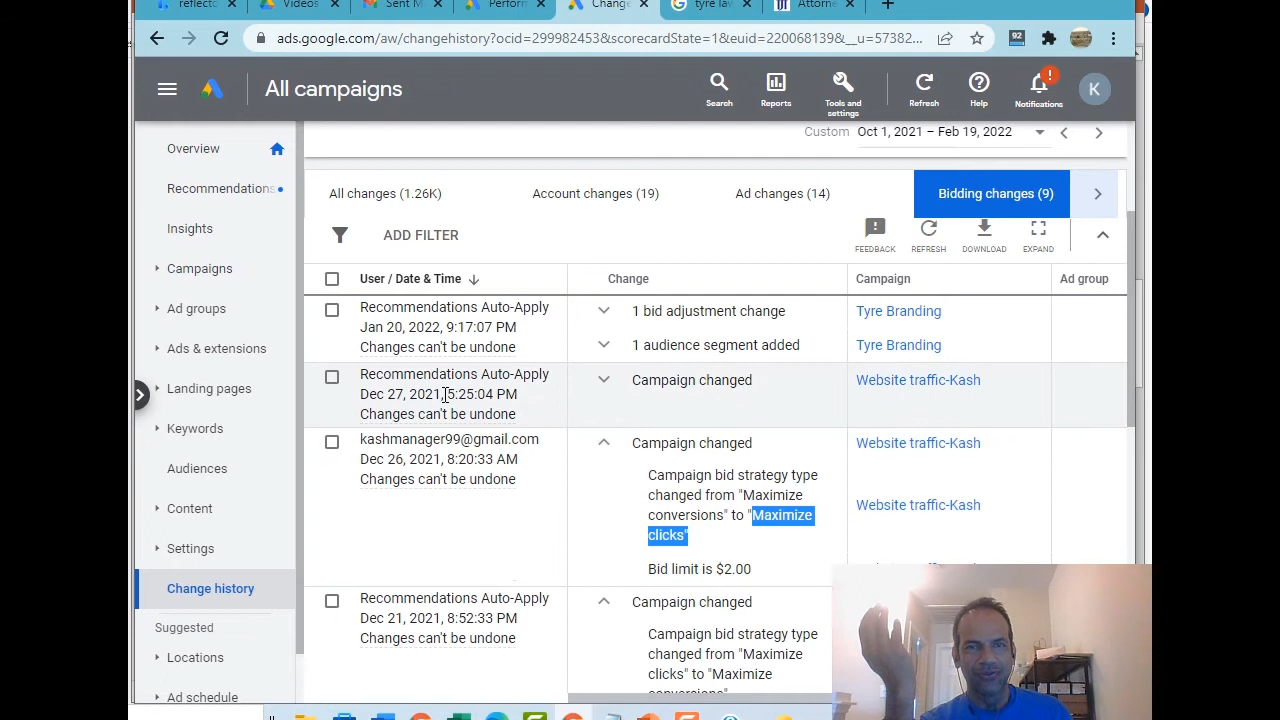 reflecto
Videos
Sent M
Perform
Change
tyre lav
Attorne
ads.google.com/aw/changehistory?ocid=299982453&scorecardState=1&euid=220068139&__u=57382...
92
All campaigns
Search
Reports
Tools and
settings
Refresh
Help
Notifications
K
Custom Oct 1, 2021 – Feb 19, 2022
Overview
Recommendations
Insights
Campaigns
Ad groups
Ads & extensions
Landing pages
Keywords
Audiences
Content
Settings
Change history
Suggested
Locations
Ad schedule
All changes (1.26K)
Account changes (19)
Ad changes (14)
Bidding changes (9)
ADD FILTER
FEEDBACK
REFRESH
DOWNLOAD
EXPAND
User / Date & Time
Change
Campaign
Ad group
Recommendations Auto-Apply
Jan 20, 2022, 9:17:07 PM
Changes can't be undone
1 bid adjustment change
Tyre Branding
1 audience segment added
Tyre Branding
Recommendations Auto-Apply
Dec 27, 2021, 5:25:04 PM
Changes can't be undone
Campaign changed
Website traffic-Kash
kashmanager99@gmail.com
Dec 26, 2021, 8:20:33 AM
Changes can't be undone
Campaign changed
Website traffic-Kash
Campaign bid strategy type
changed from "Maximize
conversions" to "Maximize
clicks"
Website traffic-Kash
Bid limit is $2.00
Recommendations Auto-Apply
Dec 21, 2021, 8:52:33 PM
Changes can't be undone
Campaign changed
Campaign bid strategy type
changed from "Maximize
clicks" to "Maximize
conversions"